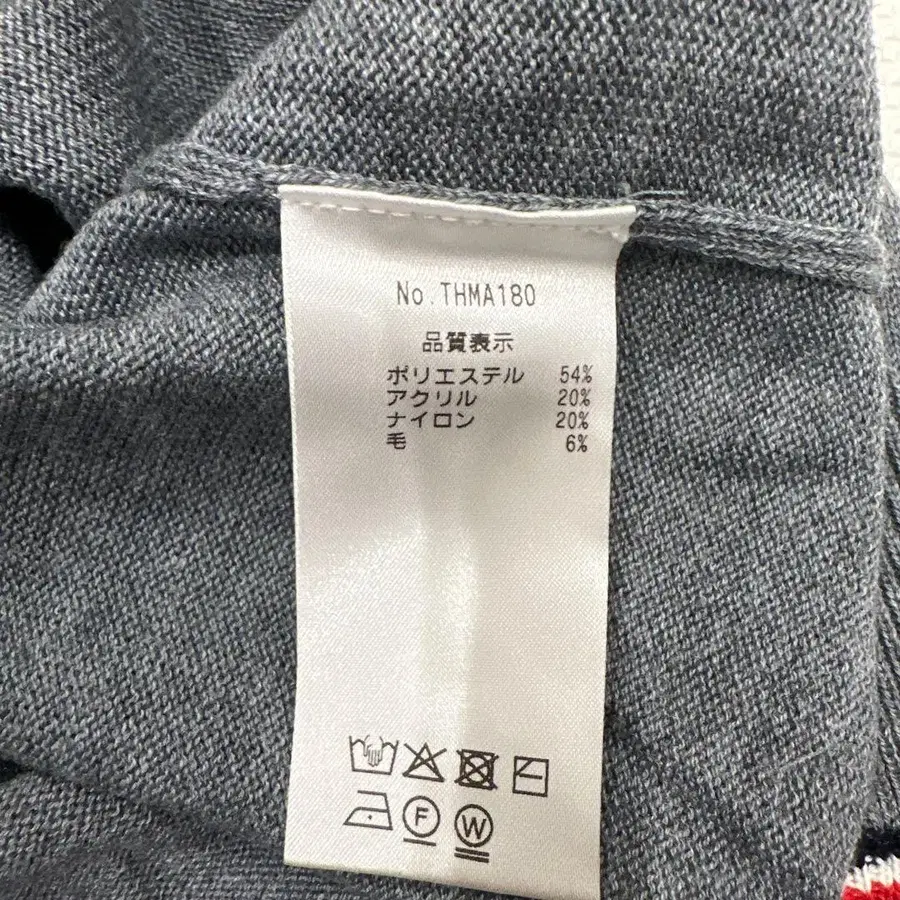 No.THMA180
品質表示
ポリエステル 54%
アクリル 20%
ナイロン 20%
毛 6%
F W